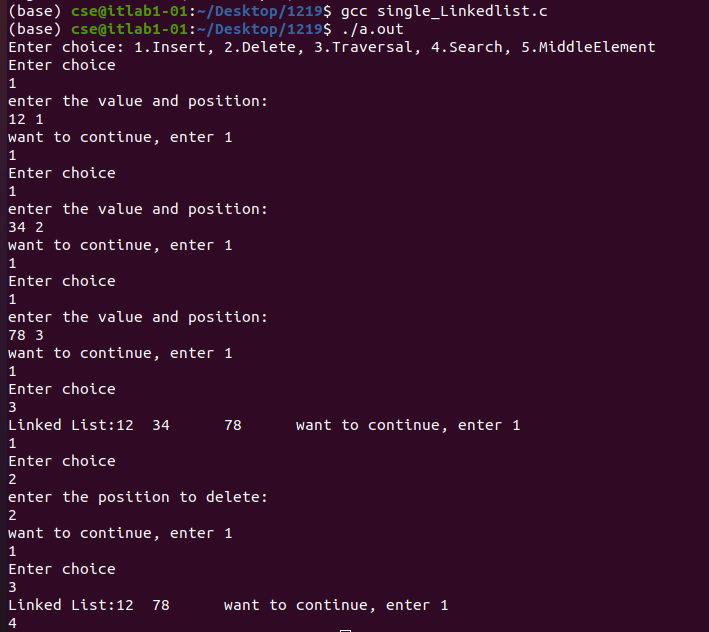 (base) cse@itlab1-01:~/Desktop/1219$ gcc single_Linkedlist.c
(base) cse@itlab1-01:~/Desktop/1219$ ./a.out
Enter choice: 1.Insert, 2.Delete, 3.Traversal, 4.Search, 5.MiddleElement
Enter choice
1
enter the value and position:
12 1
want to continue, enter 1
1
Enter choice
1
enter the value and position:
34 2
want to continue, enter 1
1
Enter choice
1
enter the value and position:
78 3
want to continue, enter 1
1
Enter choice
3
Linked List:12  34      78      want to continue, enter 1
1
Enter choice
2
enter the position to delete:
2
want to continue, enter 1
1
Enter choice
3
Linked List:12  78      want to continue, enter 1
4